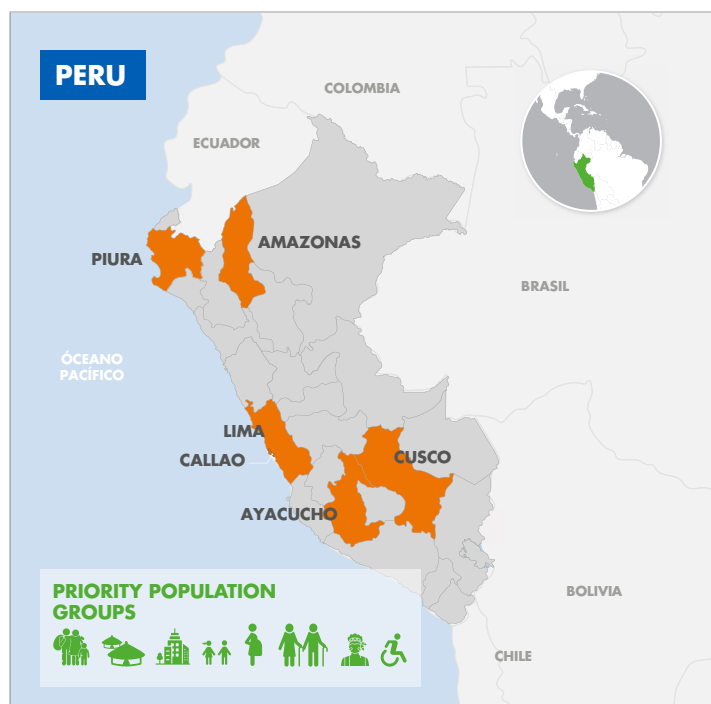 PERU
COLOMBIA
ECUADOR
AMAZONAS
PIURA
BRASIL
ÓCEANO
PACÍFICO
LIMA
CALLAO
CUSCO
AYACUCHO
PRIORITY POPULATION
GROUPS
BOLIVIA
CHILE